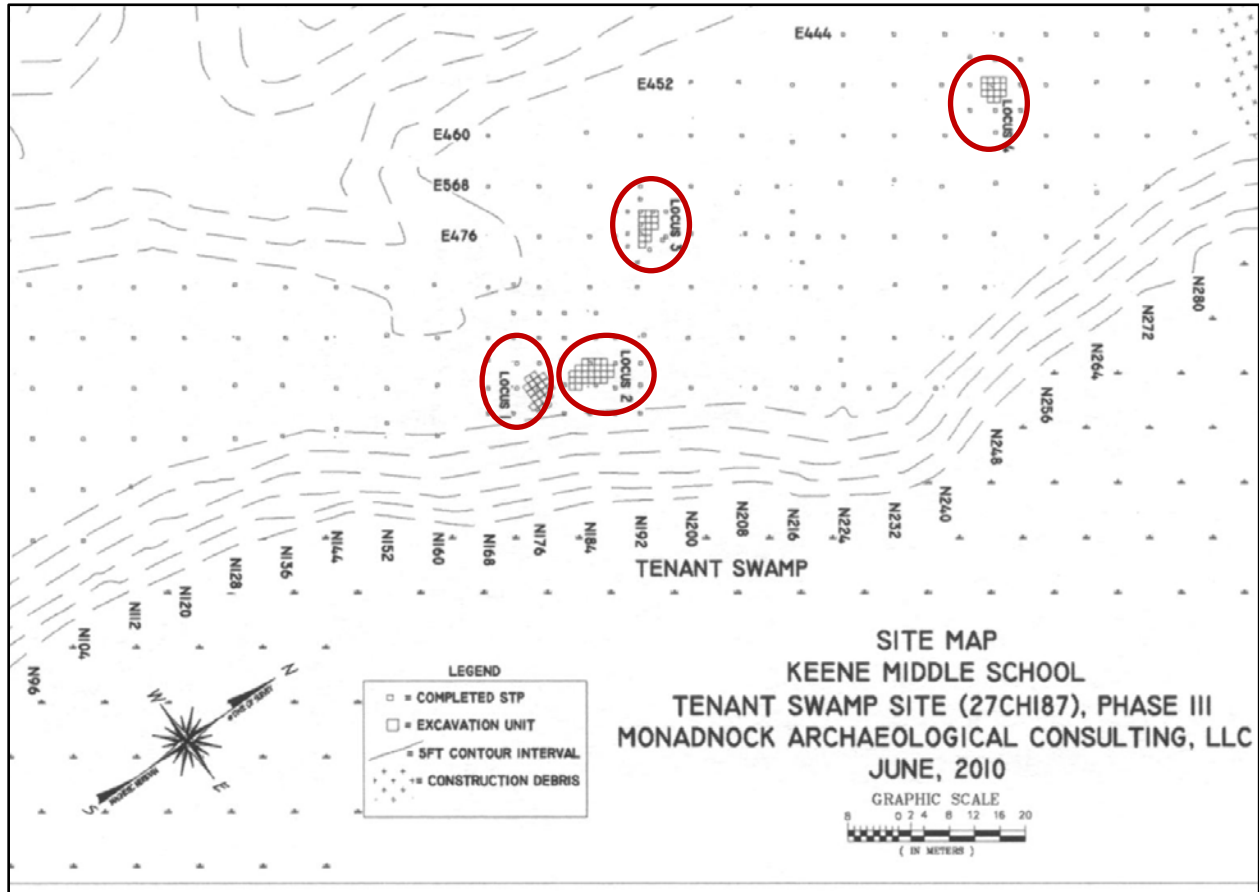 E444
E452
E460
E568
E476
LOCUS 4
LOCUS 3
LOCUS 2
LOCUS 1
N280
N272
N264
N256
N248
N240
N232
N224
N216
N208
N200
N192
N184
N176
N168
N160
N152
N144
N136
N128
N120
N112
N104
N96
TENANT SWAMP
SITE MAP
KEENE MIDDLE SCHOOL
TENANT SWAMP SITE (27CH187), PHASE III
MONADNOCK ARCHAEOLOGICAL CONSULTING, LLC
JUNE, 2010
GRAPHIC SCALE
8 0 2 4 8 12 16 20
( IN METERS )
LEGEND
= COMPLETED STP
= EXCAVATION UNIT
= 5FT CONTOUR INTERVAL
= CONSTRUCTION DEBRIS
N
W
E
S